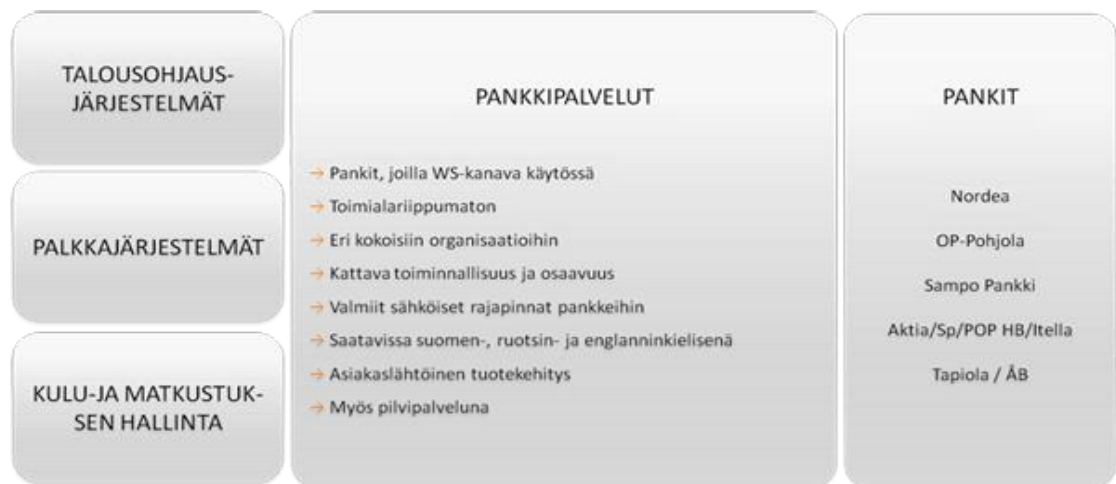 TALOUSOHJAUS-
JÄRJESTELMÄT
PALKKAJÄRJESTELMÄT
KULU-JA MATKUSTUK-
SEN HALLINTA
PANKKIPALVELUT
→ Pankit, joilla WS-kanava käytössä
→ Toimialariippumaton
→ Eri kokoisiin organisaatioihin
→ Kattava toiminnallisuus ja osaavuus
→ Valmiit sähköiset rajapinnat pankkeihin
→ Saatavissa suomen-, ruotsin- ja englanninkielisenä
→ Asiakaslähtöinen tuotekehitys
→ Myös pilvipalveluna
PANKIT
Nordea
OP-Pohjola
Sampo Pankki
Aktia/Sp/POP HB/Itella
Tapiola / ÅB